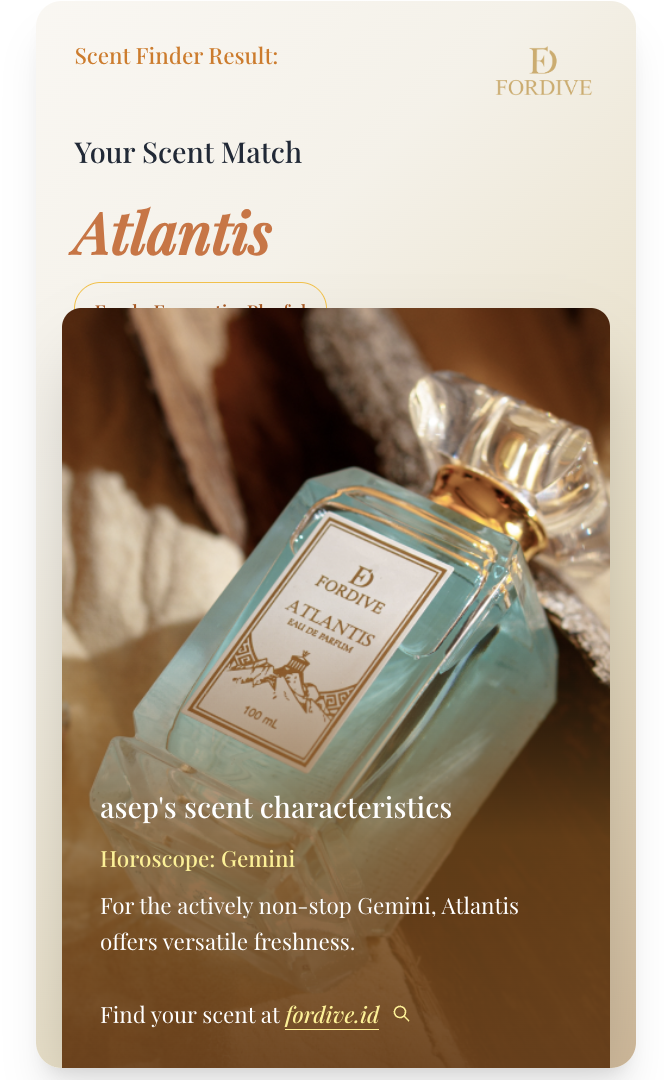 Scent Finder Result:
FD
FORDIVE
Your Scent Match
Atlantis
FD
FORDIVE
ATLANTIS
EAU DE PARFUM
100 mL
asep's scent characteristics
Horoscope: Gemini
For the actively non-stop Gemini, Atlantis
offers versatile freshness.
Find your scent at fordive.id